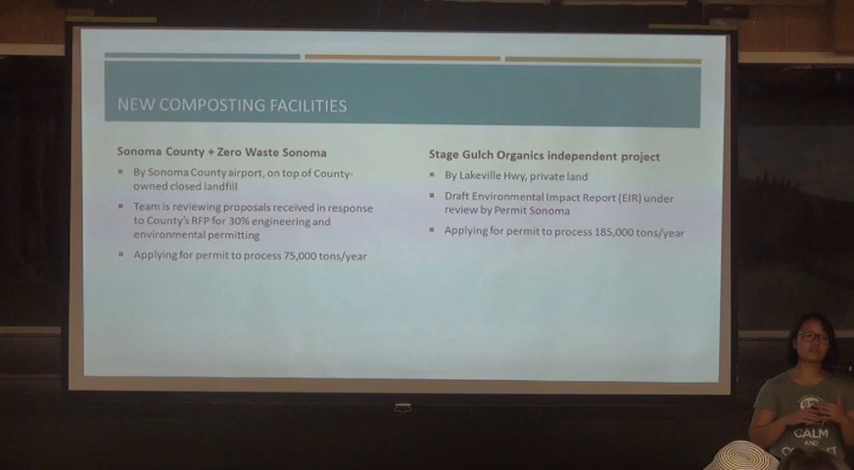 NEW COMPOSTING FACILITIES
Sonoma County + Zero Waste Sonoma
▪ By Sonoma County airport, on top of County-
owned closed landfill
▪ Team is reviewing proposals received in response
to County's RFP for 30% engineering and
environmental permitting
▪ Applying for permit to process 75,000 tons/year
Stage Gulch Organics independent project
▪ By Lakeville Hwy, private land
▪ Draft Environmental Impact Report (EIR) under
review by Permit Sonoma
▪ Applying for permit to process 185,000 tons/year
CALM
AND